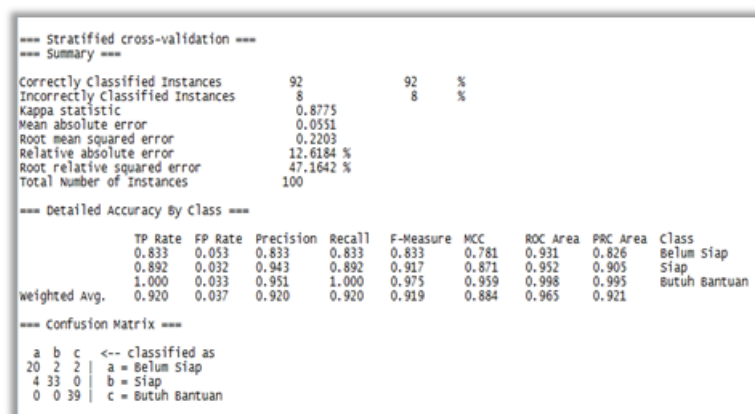 === Stratified cross-validation ===
=== Summary ===
Correctly Classified Instances 92 92 %
Incorrectly Classified Instances 8 8 %
Kappa statistic 0.8775
Mean absolute error 0.0551
Root mean squared error 0.2203
Relative absolute error 12.6184 %
Root relative squared error 47.1642 %
Total Number of Instances 100
=== Detailed Accuracy By Class ===
TP Rate FP Rate Precision Recall F-Measure MCC ROC Area PRC Area Class
0.833 0.053 0.833 0.833 0.833 0.781 0.931 0.826 Belum Siap
0.892 0.032 0.943 0.892 0.917 0.871 0.952 0.905 Siap
1.000 0.033 0.951 1.000 0.975 0.959 0.998 0.995 Butuh Bantuan
Weighted Avg. 0.920 0.037 0.920 0.920 0.919 0.884 0.965 0.921
=== Confusion Matrix ===
a b c <-- classified as
20 2 2 | a = Belum Siap
4 33 0 | b = Siap
0 0 39 | c = Butuh Bantuan